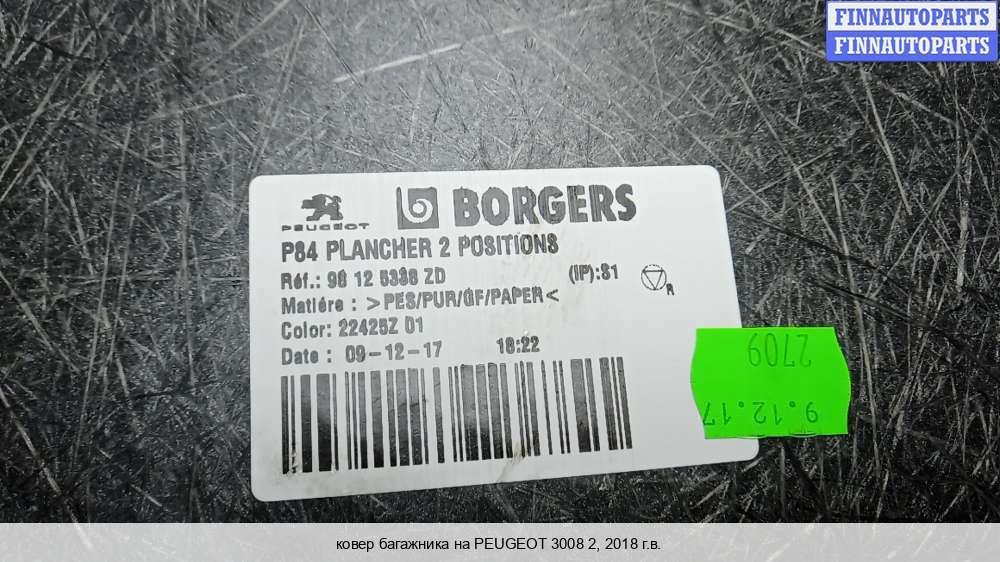 FINNAUTOPARTS
FINNAUTOPARTS
PEUGEOT
BORGERS
P84 PLANCHER 2 POSITIONS
Réf.: 98 12 5398 ZD
(IP):S1
R
Matière : >PES/PUR/GF/PAPER<
Color: 22425Z 01
Date : 09-12-17 18:22
2709
9.12.17
ковер багажника на PEUGEOT 3008 2, 2018 г.в.